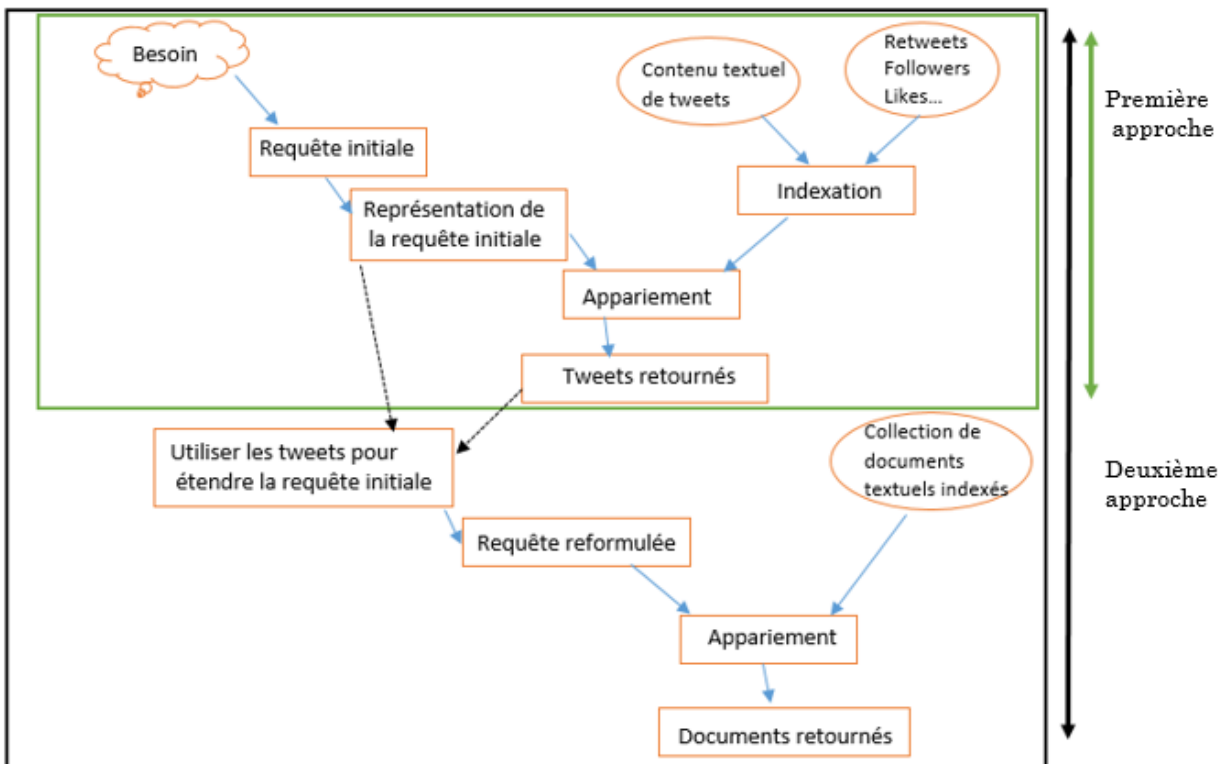 Besoin
Contenu textuel
de tweets
Retweets
Followers
Likes...
Première
approche
Requête initiale
Indexation
Représentation de
la requête initiale
Appariement
Tweets retournés
Utiliser les tweets pour
étendre la requête initiale
Collection de
documents
textuels indexés
Deuxième
approche
Requête reformulée
Appariement
Documents retournés